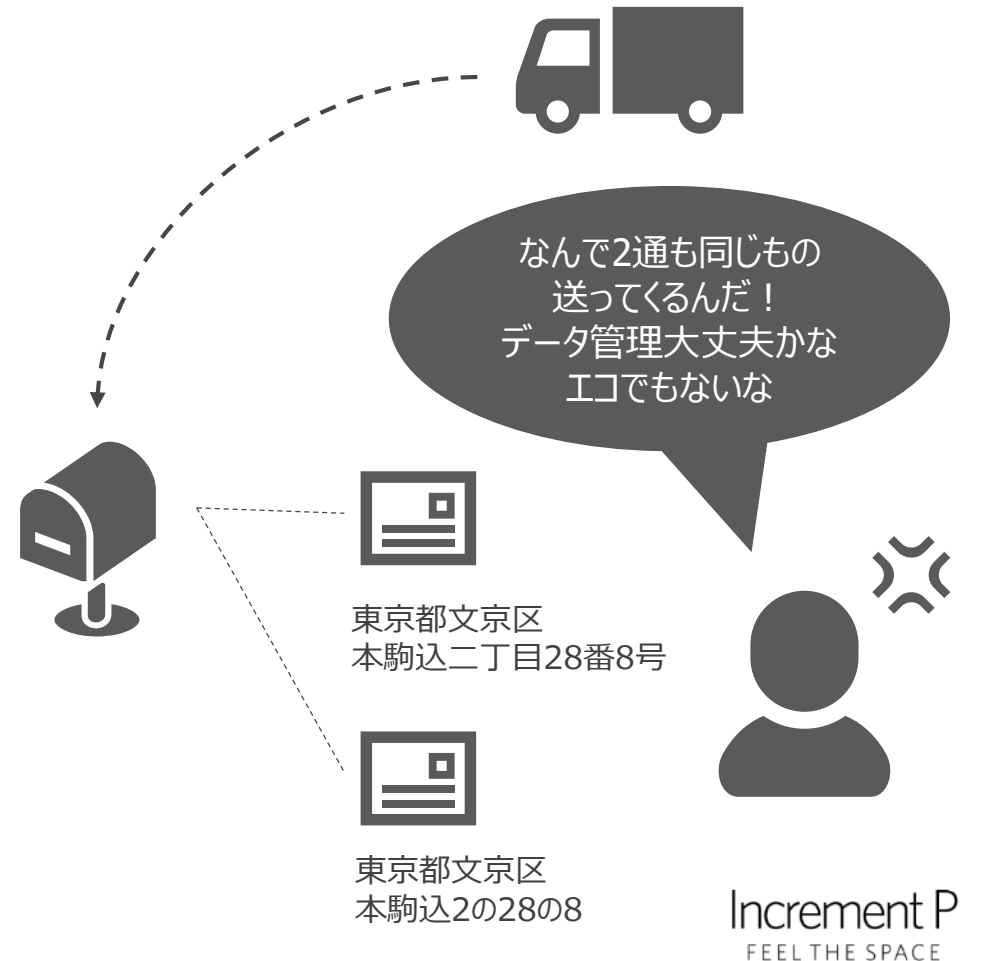 なんで2通も同じもの
送ってくるんだ！
データ管理大丈夫かな
エコでもないな
東京都文京区
本駒込二丁目28番8号
東京都文京区
本駒込2の28の8
Increment P
FEEL THE SPACE